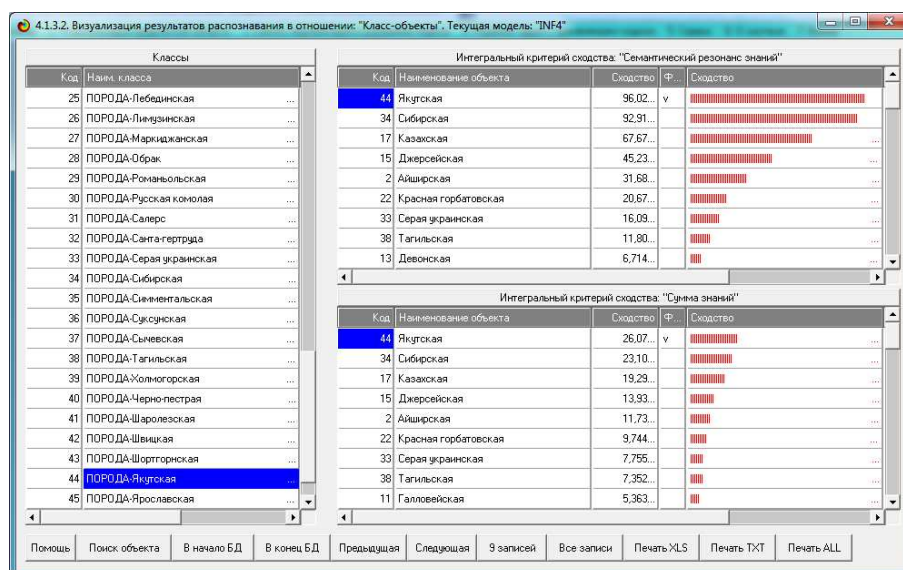 4.1.3.2. Визуализация результатов распознавания в отношении: "Класс-объекты". Текущая модель: "INF4"
Классы
Код Наим. класса
25 ПОРОДА-Лебединская ...
26 ПОРОДА-Лимузинская ...
27 ПОРОДА-Маркиджанская ...
28 ПОРОДА-Обрак ...
29 ПОРОДА-Романьольская ...
30 ПОРОДА-Русская комолая ...
31 ПОРОДА-Салерс ...
32 ПОРОДА-Санта-гертруда ...
33 ПОРОДА-Серая украинская ...
34 ПОРОДА-Сибирская ...
35 ПОРОДА-Симментальская ...
36 ПОРОДА-Суксунская ...
37 ПОРОДА-Сычевская ...
38 ПОРОДА-Тагильская ...
39 ПОРОДА-Холмогорская ...
40 ПОРОДА-Черно-пестрая ...
41 ПОРОДА-Шаролезская ...
42 ПОРОДА-Швицкая ...
43 ПОРОДА-Шортгорнская ...
44 ПОРОДА-Якутская ...
45 ПОРОДА-Ярославская ...
Интегральный критерий сходства: "Семантический резонанс знаний"
Код Наименование объекта Сходство Ф... Сходство
44 Якутская 96,02... v
34 Сибирская 92,91...
17 Казахская 67,67... ...
15 Джерсейская 45,23... ...
2 Айширская 31,68... ...
22 Красная горбатовская 20,67... ...
33 Серая украинская 16,09... ...
38 Тагильская 11,80... ...
13 Девонская 6,714... ...
Интегральный критерий сходства: "Сумма знаний"
Код Наименование объекта Сходство Ф... Сходство
44 Якутская 26,07... v ...
34 Сибирская 23,10... ...
17 Казахская 19,29... ...
15 Джерсейская 13,93... ...
2 Айширская 11,73... ...
22 Красная горбатовская 9,744... ...
33 Серая украинская 7,755... ...
38 Тагильская 7,352... ...
11 Галловейская 5,363... ...
Помощь Поиск объекта В начало БД В конец БД Предыдущая Следующая 9 записей Все записи Печать XLS Печать TXT Печать ALL